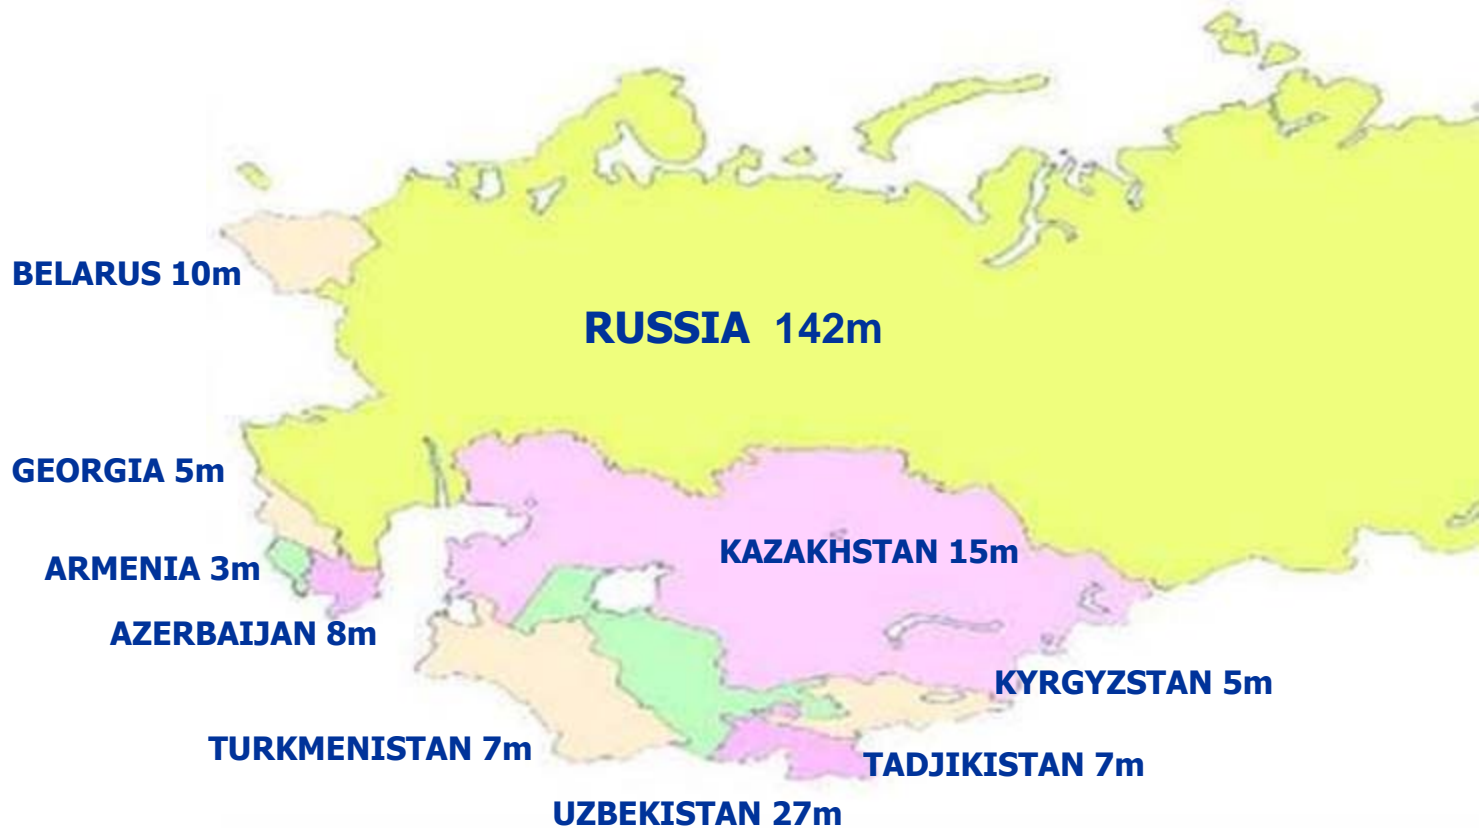 BELARUS 10m
RUSSIA 142m
GEORGIA 5m
KAZAKHSTAN 15m
ARMENIA 3m
AZERBAIJAN 8m
KYRGYZSTAN 5m
TURKMENISTAN 7m
TADJIKISTAN 7m
UZBEKISTAN 27m